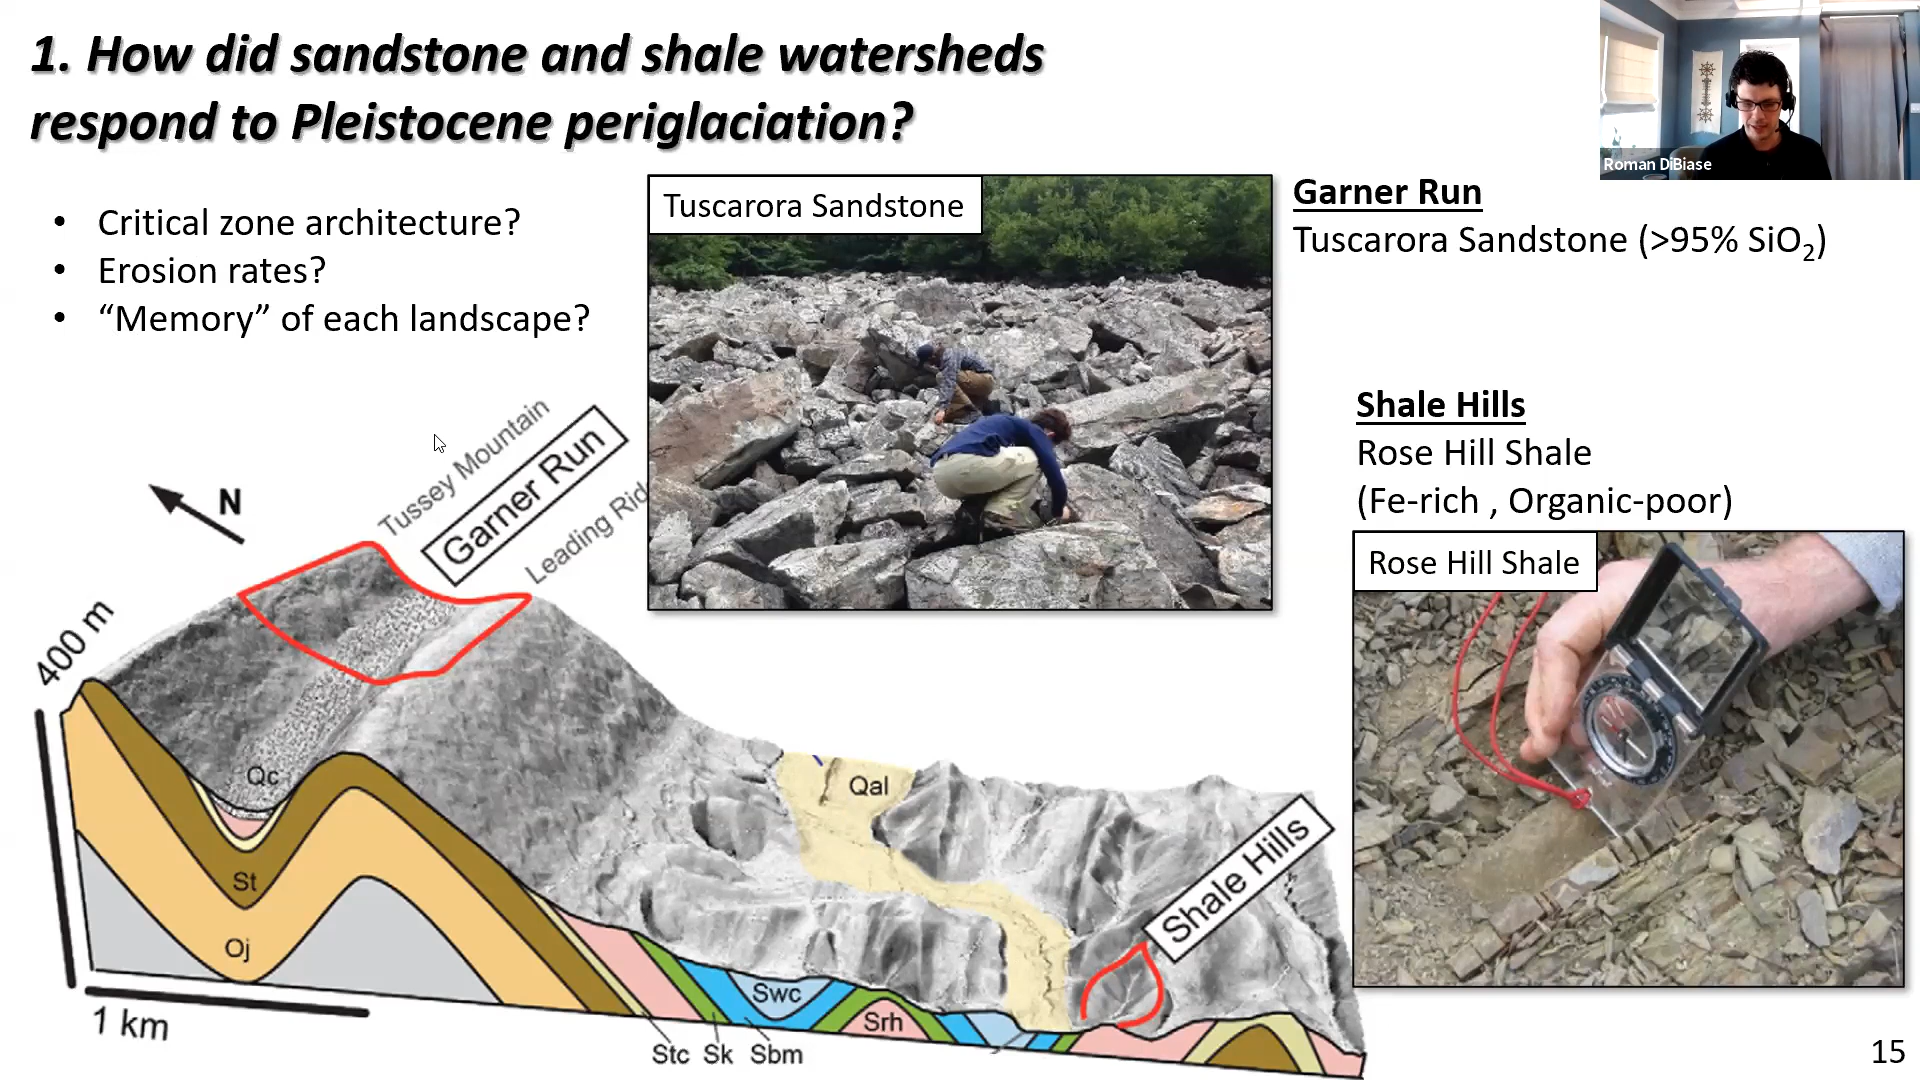 1. How did sandstone and shale watersheds
respond to Pleistocene periglaciation?
Roman DiBiase
• Critical zone architecture?
• Erosion rates?
• “Memory” of each landscape?
Tuscarora Sandstone
Garner Run
Tuscarora Sandstone (>95% SiO2)
Shale Hills
Rose Hill Shale
(Fe-rich , Organic-poor)
Rose Hill Shale
N
Tussey Mountain
Garner Run
Leading Rid
400 m
Qc
St
Oj
Qal
Shale Hills
Swc
Srh
Stc Sk Sbm
1 km
15